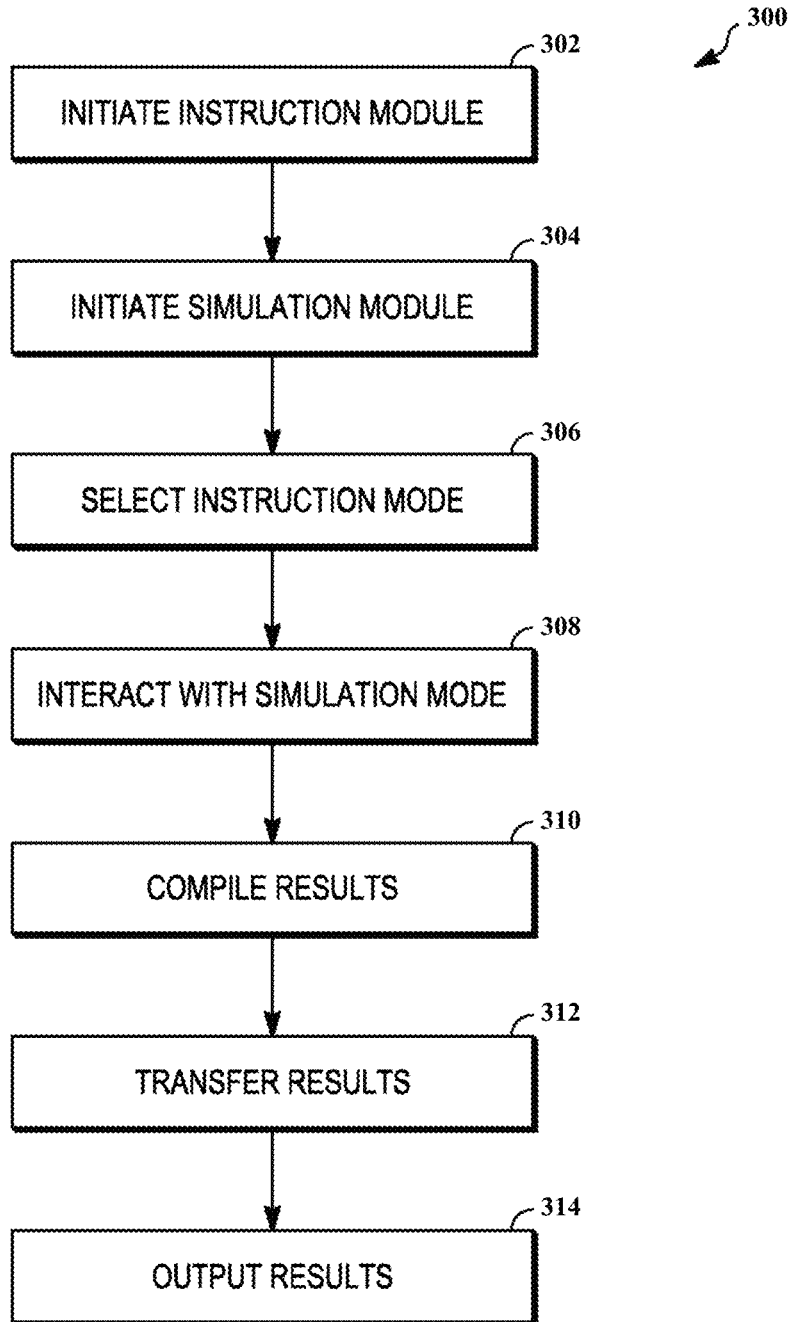 300
302
INITIATE INSTRUCTION MODULE
304
INITIATE SIMULATION MODULE
306
SELECT INSTRUCTION MODE
308
INTERACT WITH SIMULATION MODE
310
COMPILE RESULTS
312
TRANSFER RESULTS
314
OUTPUT RESULTS